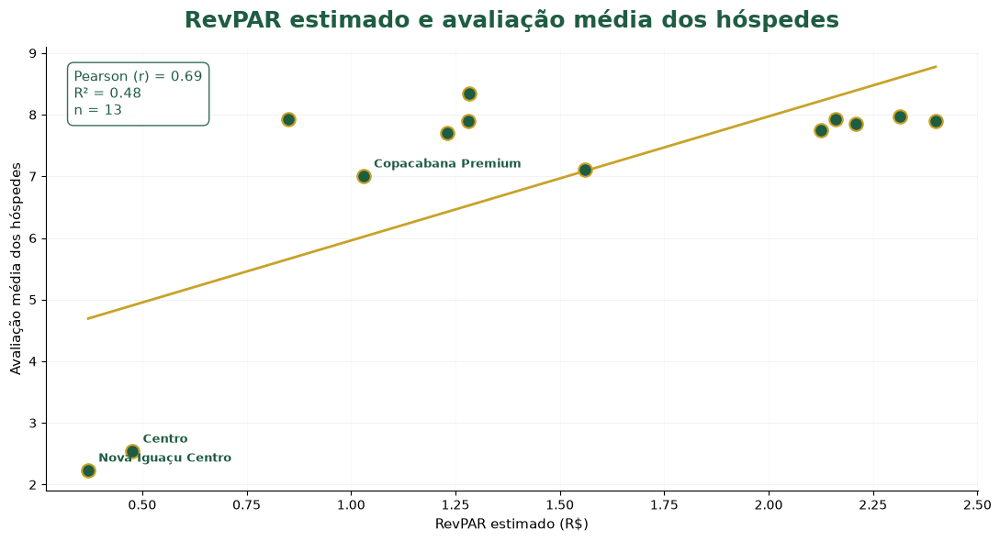 RevPAR estimado e avaliação média dos hóspedes
Pearson (r) = 0.69
R² = 0.48
n = 13
Avaliação média dos hóspedes
9
8
7
6
5
4
3
2
Copacabana Premium
Centro
Nova Iguaçu Centro
0.50 0.75 1.00 1.25 1.50 1.75 2.00 2.25 2.50
RevPAR estimado (R$)